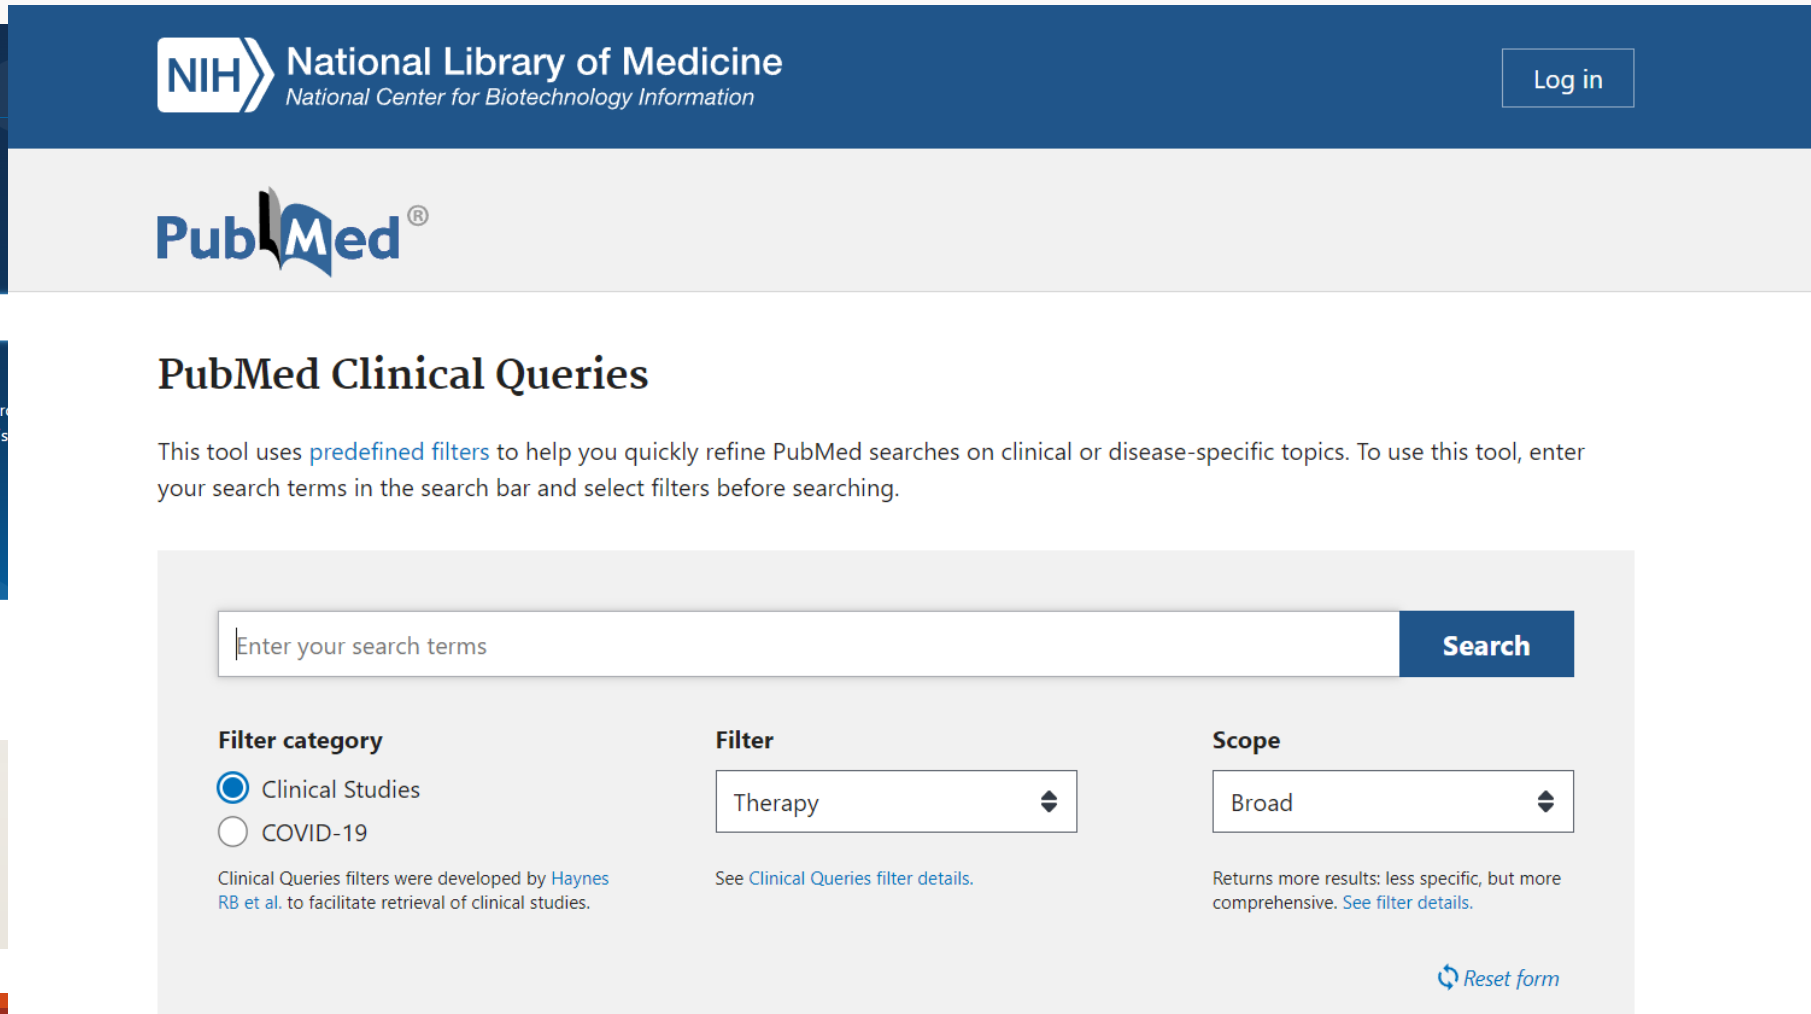 NIH National Library of Medicine
National Center for Biotechnology Information
Log in
PubMed®
PubMed Clinical Queries
This tool uses predefined filters to help you quickly refine PubMed searches on clinical or disease-specific topics. To use this tool, enter
your search terms in the search bar and select filters before searching.
Enter your search terms
Search
Filter category
Clinical Studies
COVID-19
Clinical Queries filters were developed by Haynes
RB et al. to facilitate retrieval of clinical studies.
Filter
Therapy
See Clinical Queries filter details.
Scope
Broad
Returns more results: less specific, but more
comprehensive. See filter details.
Reset form